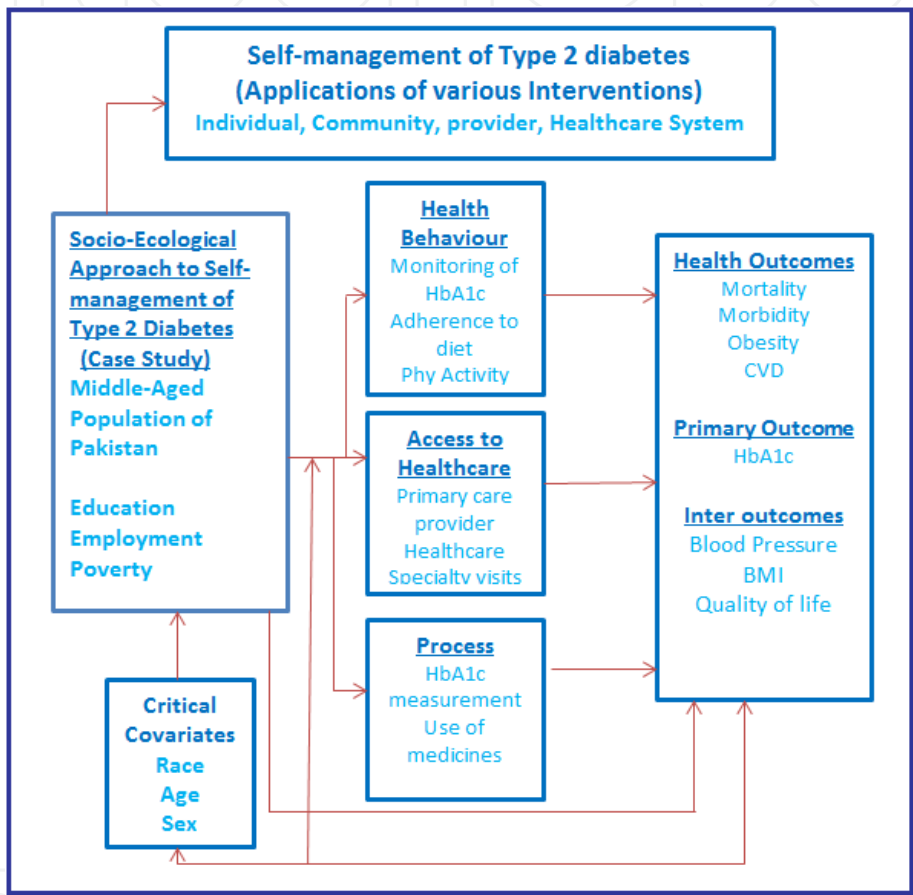 Self-management of Type 2 diabetes
(Applications of various Interventions)
Individual, Community, provider, Healthcare System
Socio-Ecological
Approach to Self-
management of
Type 2 Diabetes
(Case Study)
Middle-Aged
Population of
Pakistan
Education
Employment
Poverty
Critical
Covariates
Race
Age
Sex
Health
Behaviour
Monitoring of
HbA1c
Adherence to
diet
Phy Activity
Access to
Healthcare
Primary care
provider
Healthcare
Specialty visits
Process
HbA1c
measurement
Use of
medicines
Health Outcomes
Mortality
Morbidity
Obesity
CVD
Primary Outcome
HbA1c
Inter outcomes
Blood Pressure
BMI
Quality of life